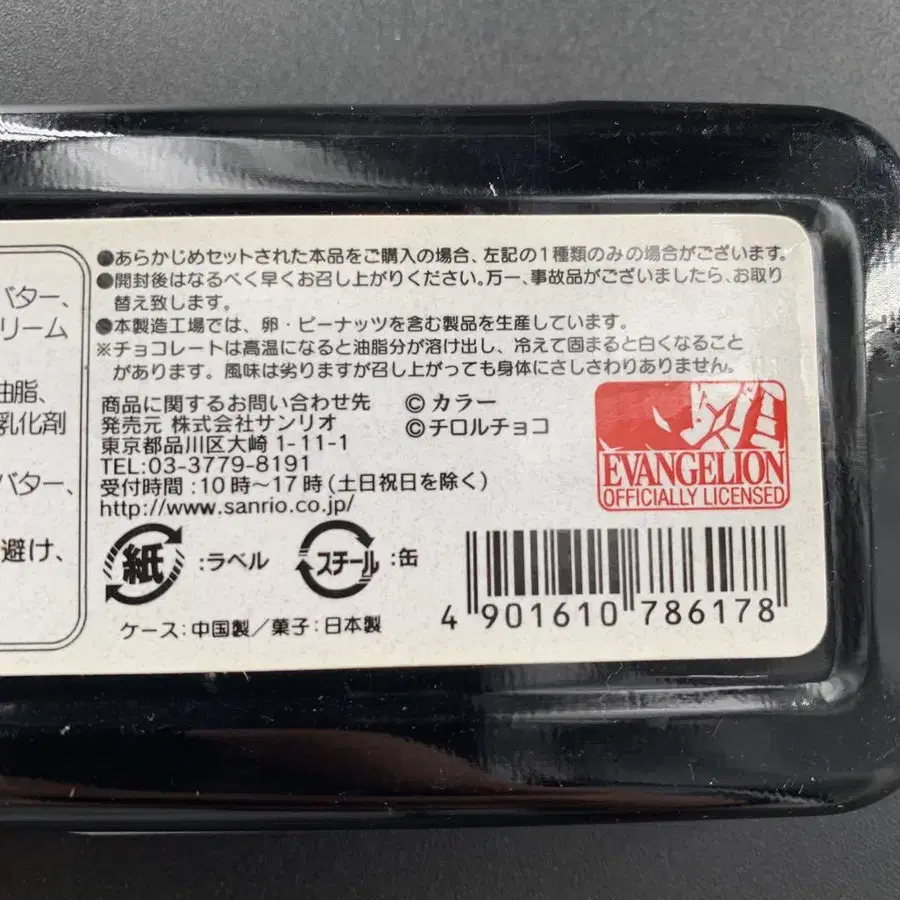 バター、
リーム
油脂、
乳化剤
バター、
避け、
●あらかじめセットされた本品をご購入の場合、左記の1種類のみの場合がございます。
●開封後はなるべく早くお召し上がりください。万一、事故品がございましたら、お取り
替え致します。
●本製造工場では、卵・ピーナッツを含む製品を生産しています。
※チョコレートは高温になると油脂分が溶け出し、冷えて固まると白くなること
があります。風味は劣りますが召し上がっても身体にさしさわりありません。
商品に関するお問い合わせ先
発売元 株式会社サンリオ
東京都品川区大崎 1-11-1
TEL:03-3779-8191
受付時間:10時〜17時(土日祝日を除く)
http://www.sanrio.co.jp/
© カラー
©チロルチョコ
EVANGELION
OFFICIALLY LICENSED
紙 :ラベル スチール :缶
ケース:中国製/菓子:日本製
4 901610 786178